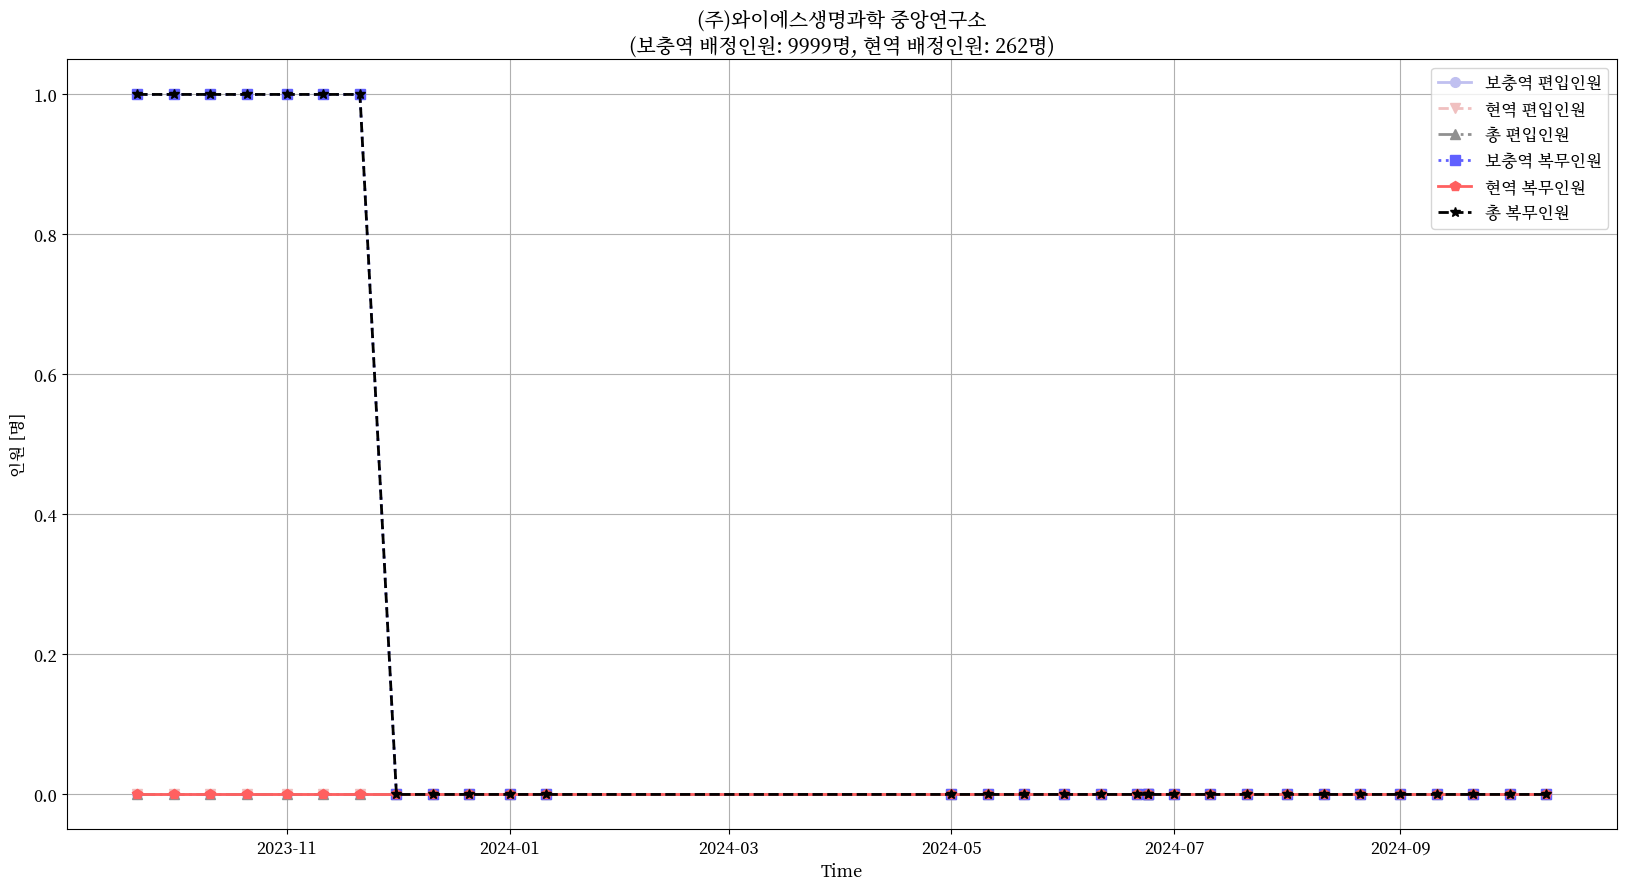 (주)와이에스생명과학 중앙연구소
(보충역 배정인원: 9999명, 현역 배정인원: 262명)
보충역 편입인원
현역 편입인원
총 편입인원
보충역 복무인원
현역 복무인원
총 복무인원
인원 [명]
1.0
0.8
0.6
0.4
0.2
0.0
2023-11
2024-01
2024-03
2024-05
2024-07
2024-09
Time